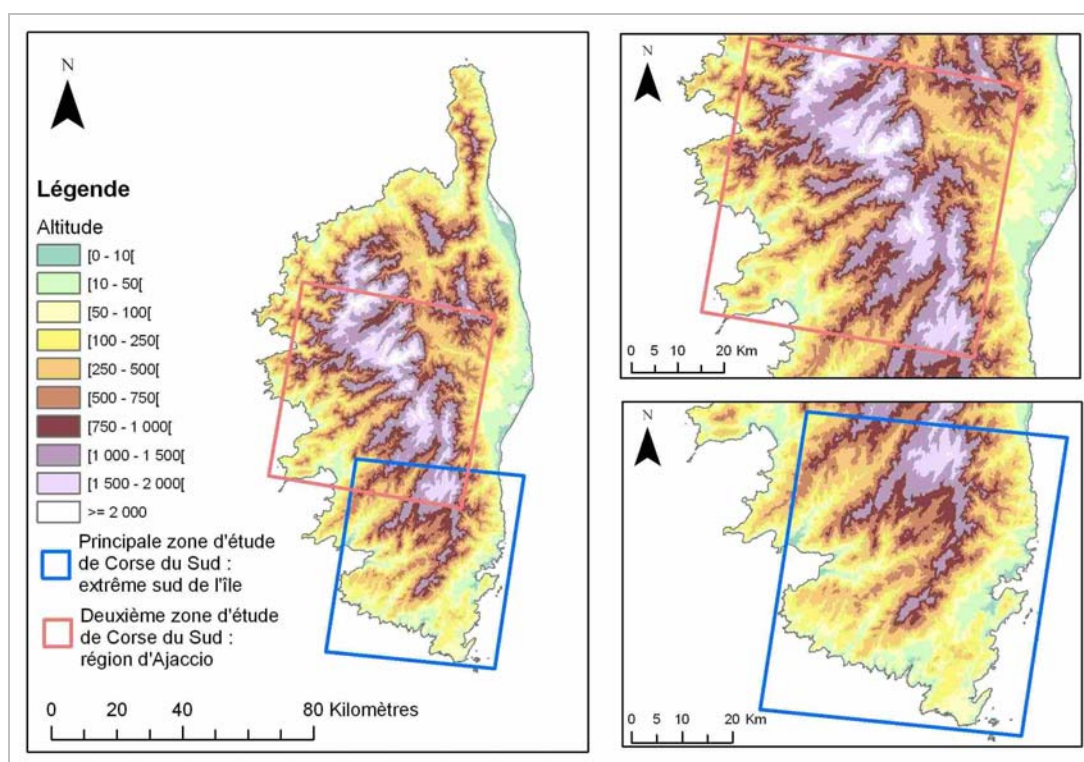 N
Légende
Altitude
[0 - 10[
[10 - 50[
[50 - 100[
[100 - 250[
[250 - 500[
[500 - 750[
[750 - 1 000[
[1 000 - 1 500[
[1 500 - 2 000[
>= 2 000
Principale zone d'étude
de Corse du Sud :
extrême sud de l'île
Deuxième zone d'étude
de Corse du Sud :
région d'Ajaccio
0 20 40 80 Kilomètres
N
0 5 10 20 Km
N
0 5 10 20 Km